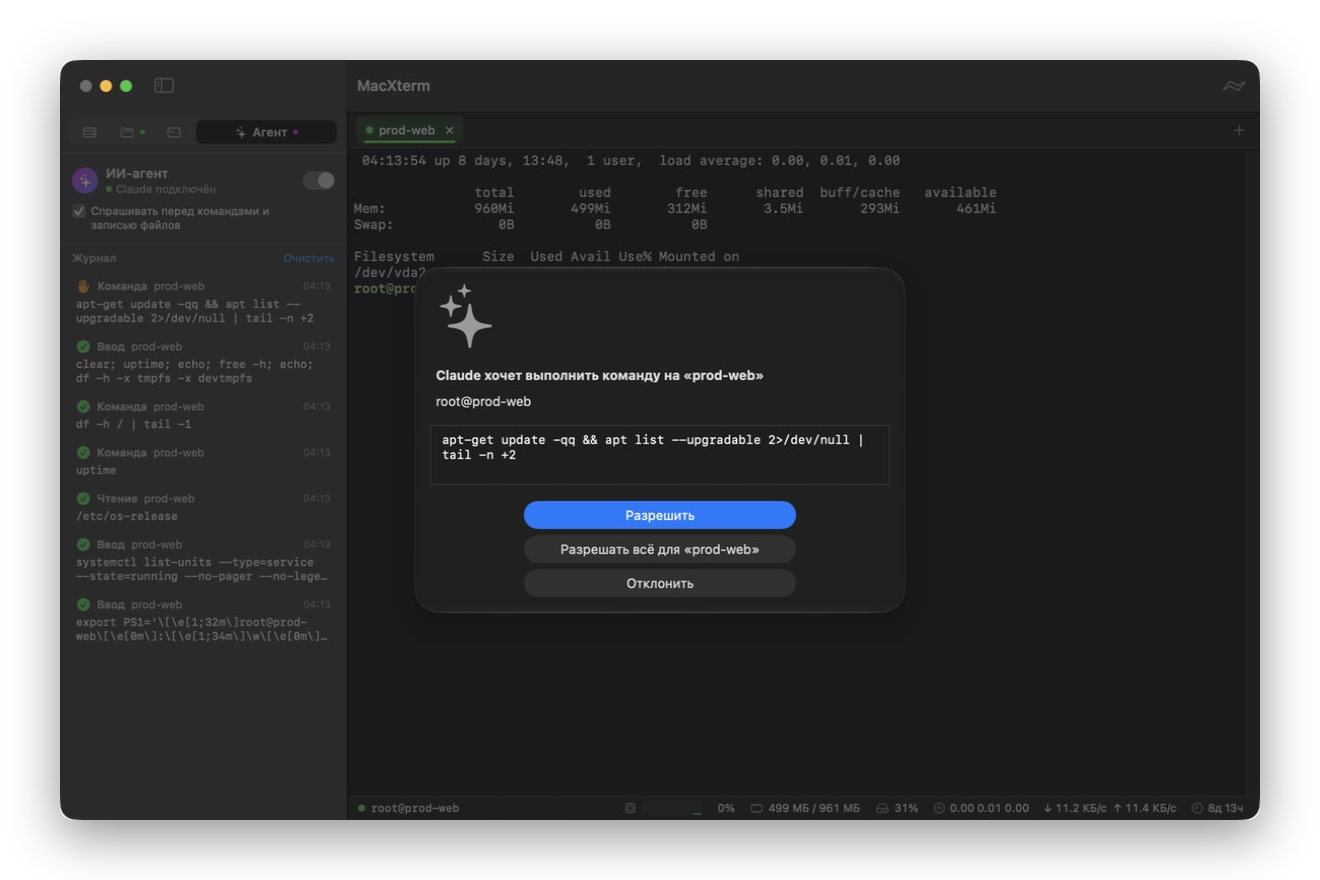 MacXterm
Агент
prod-web ×
+
ИИ-агент
Claude подключён
Спрашивать перед командами и
записью файлов
Журнал Очистить
Команда prod-web 04:13
apt-get update -qq && apt list --
upgradable 2>/dev/null | tail -n +2
Ввод prod-web 04:13
clear; uptime; echo; free -h; echo;
df -h -x tmpfs -x devtmpfs
Команда prod-web 04:13
df -h / | tail -1
Команда prod-web 04:13
uptime
Чтение prod-web 04:13
/etc/os-release
Ввод prod-web 04:13
systemctl list-units --type=service
--state=running --no-pager --no-lege…
Ввод prod-web 04:13
export PS1='\[\e[1;32m\]root@prod-
web\[\e[0m\]:\[\e[1;34m\]\w\[\e[0m\]…
04:13:54 up 8 days, 13:48, 1 user, load average: 0.00, 0.01, 0.00
total used free shared buff/cache available
Mem: 960Mi 499Mi 312Mi 3.5Mi 293Mi 461Mi
Swap: 0B 0B 0B
Filesystem Size Used Avail Use% Mounted on
/dev/vda2
root@pro
Claude хочет выполнить команду на «prod-web»
root@prod-web
apt-get update -qq && apt list --upgradable 2>/dev/null |
tail -n +2
Разрешить
Разрешать всё для «prod-web»
Отклонить
root@prod-web 0% 499 МБ / 961 МБ 31% 0.00 0.01 0.00 ↓ 11.2 КБ/с ↑ 11.4 КБ/с 8д 13ч